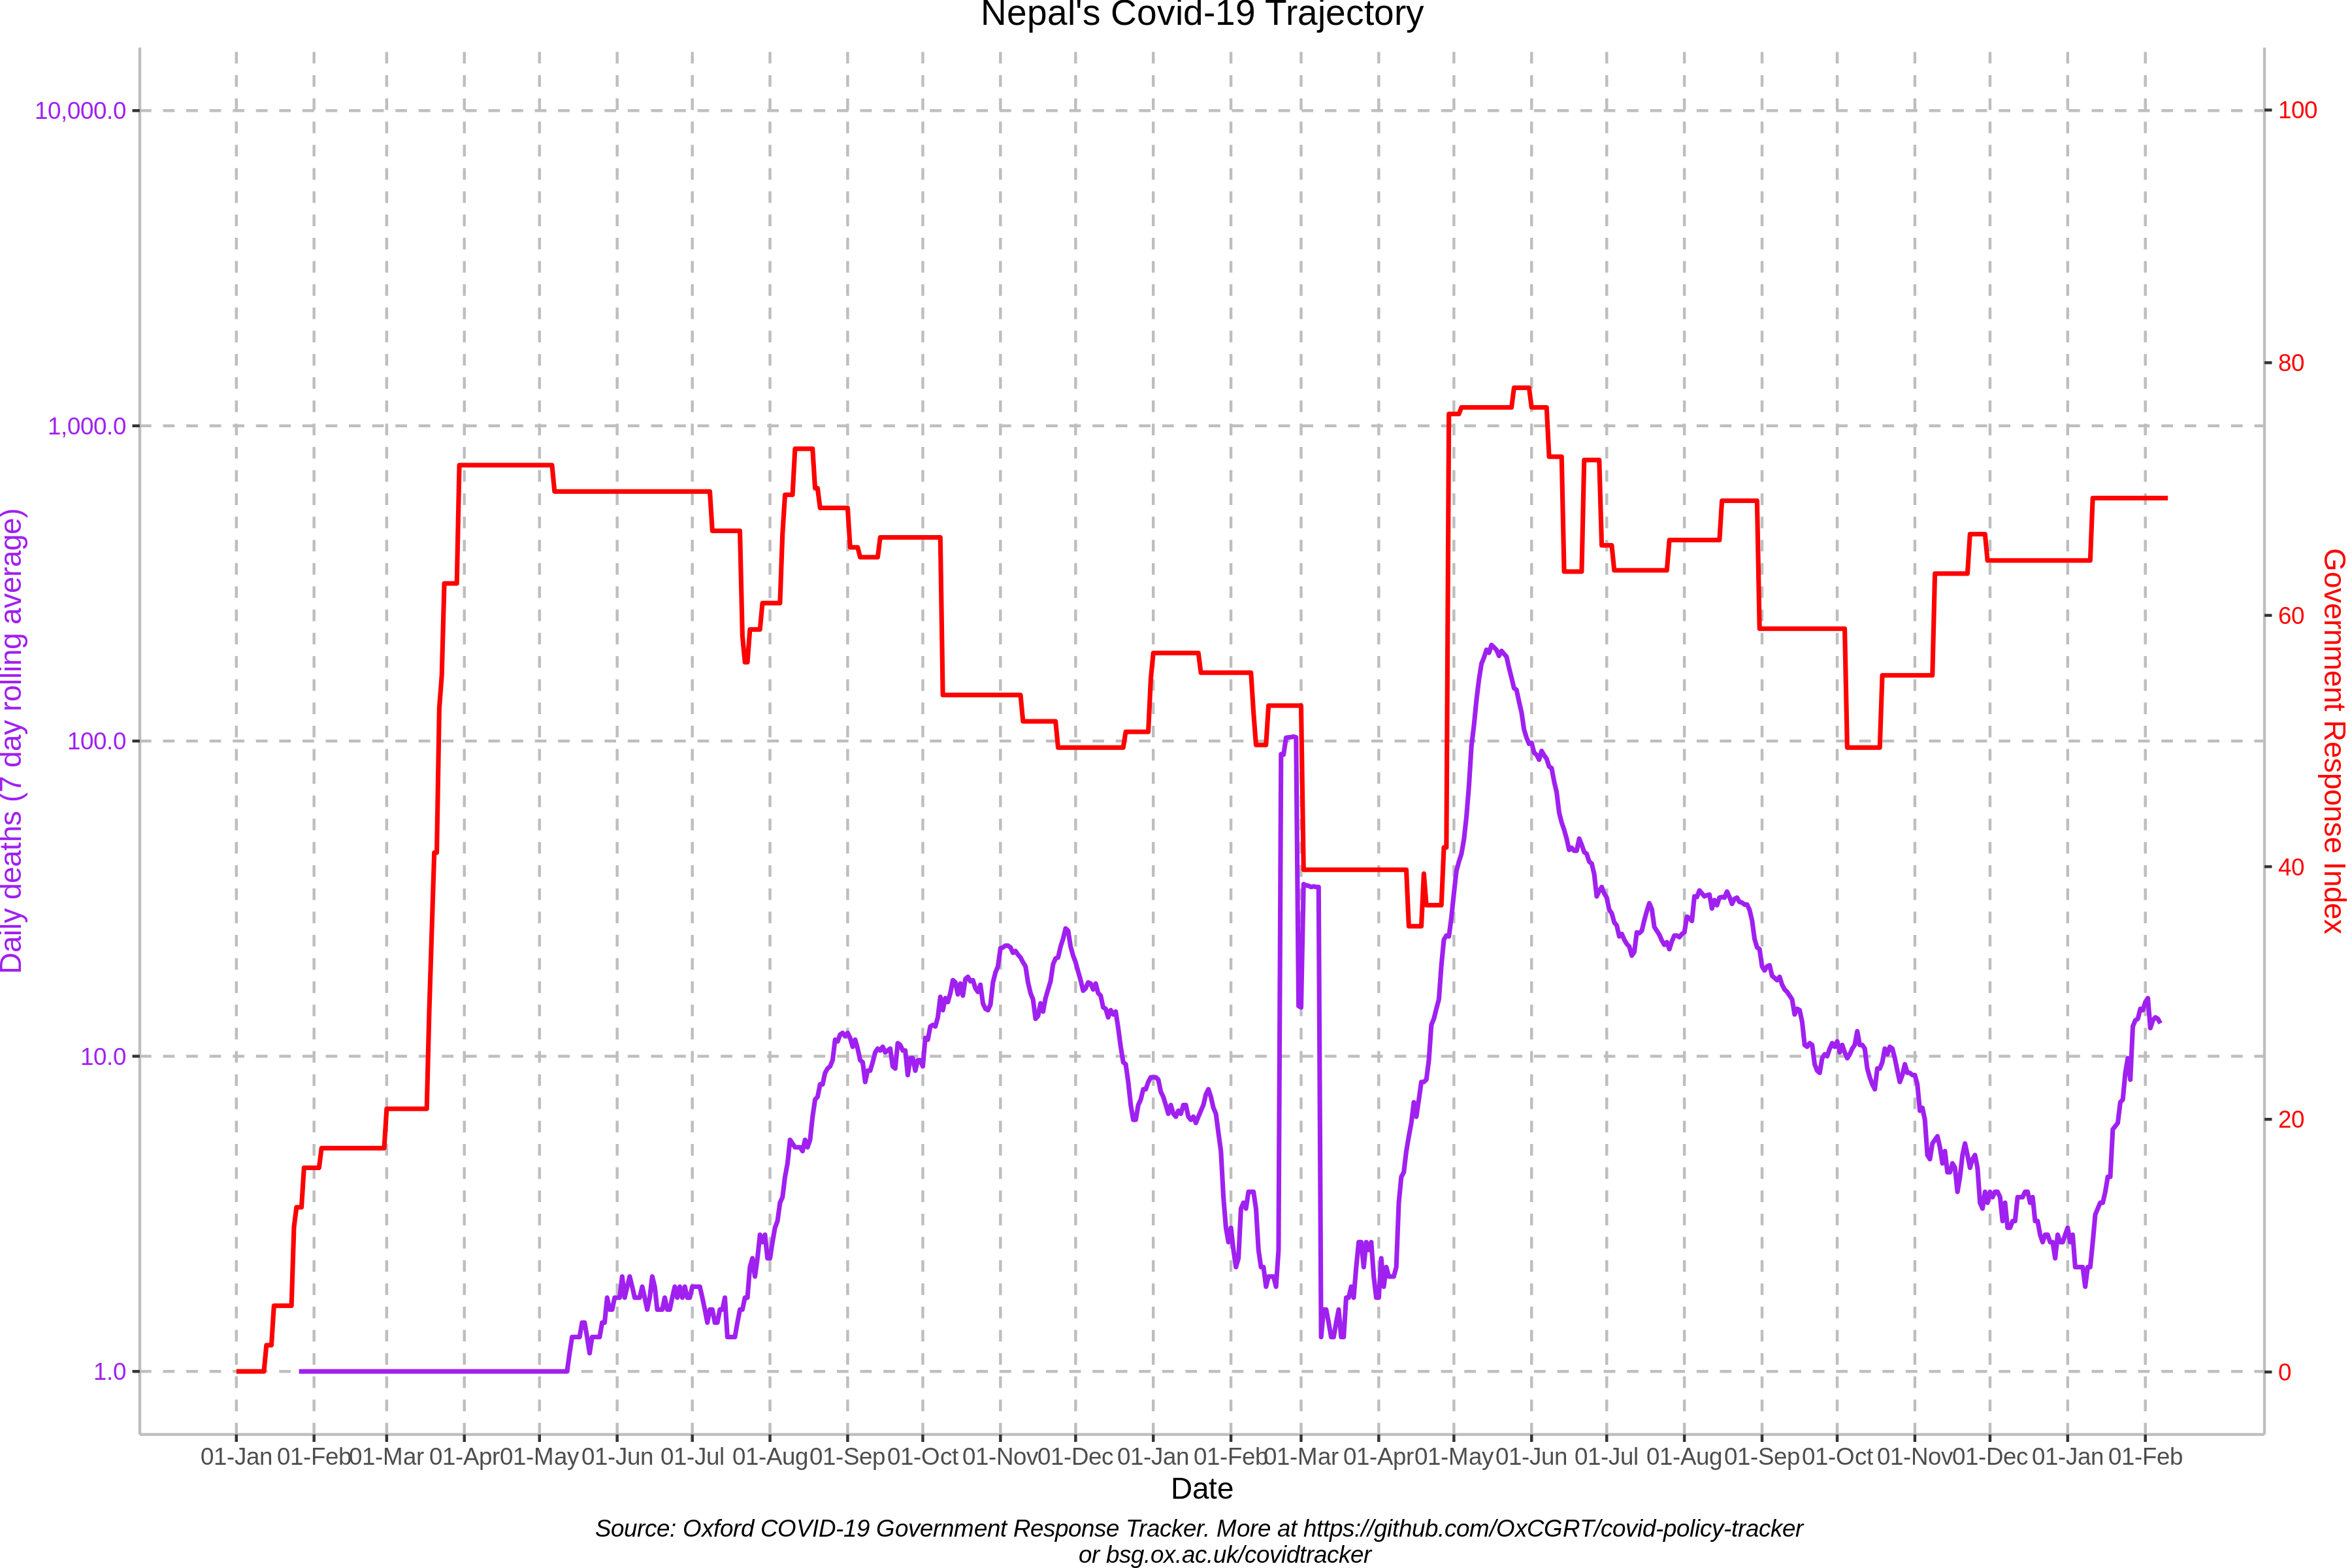 Nepal's Covid-19 Trajectory
10,000.0
1,000.0
100.0
10.0
1.0
Daily deaths (7 day rolling average)
100
80
60
40
20
0
Government Response Index
01-Jan 01-Feb 01-Mar 01-Apr 01-May 01-Jun 01-Jul 01-Aug 01-Sep 01-Oct 01-Nov 01-Dec 01-Jan 01-Feb 01-Mar 01-Apr 01-May 01-Jun 01-Jul 01-Aug 01-Sep 01-Oct 01-Nov 01-Dec 01-Jan 01-Feb
Date
Source: Oxford COVID-19 Government Response Tracker. More at https://github.com/OxCGRT/covid-policy-tracker
or bsg.ox.ac.uk/covidtracker